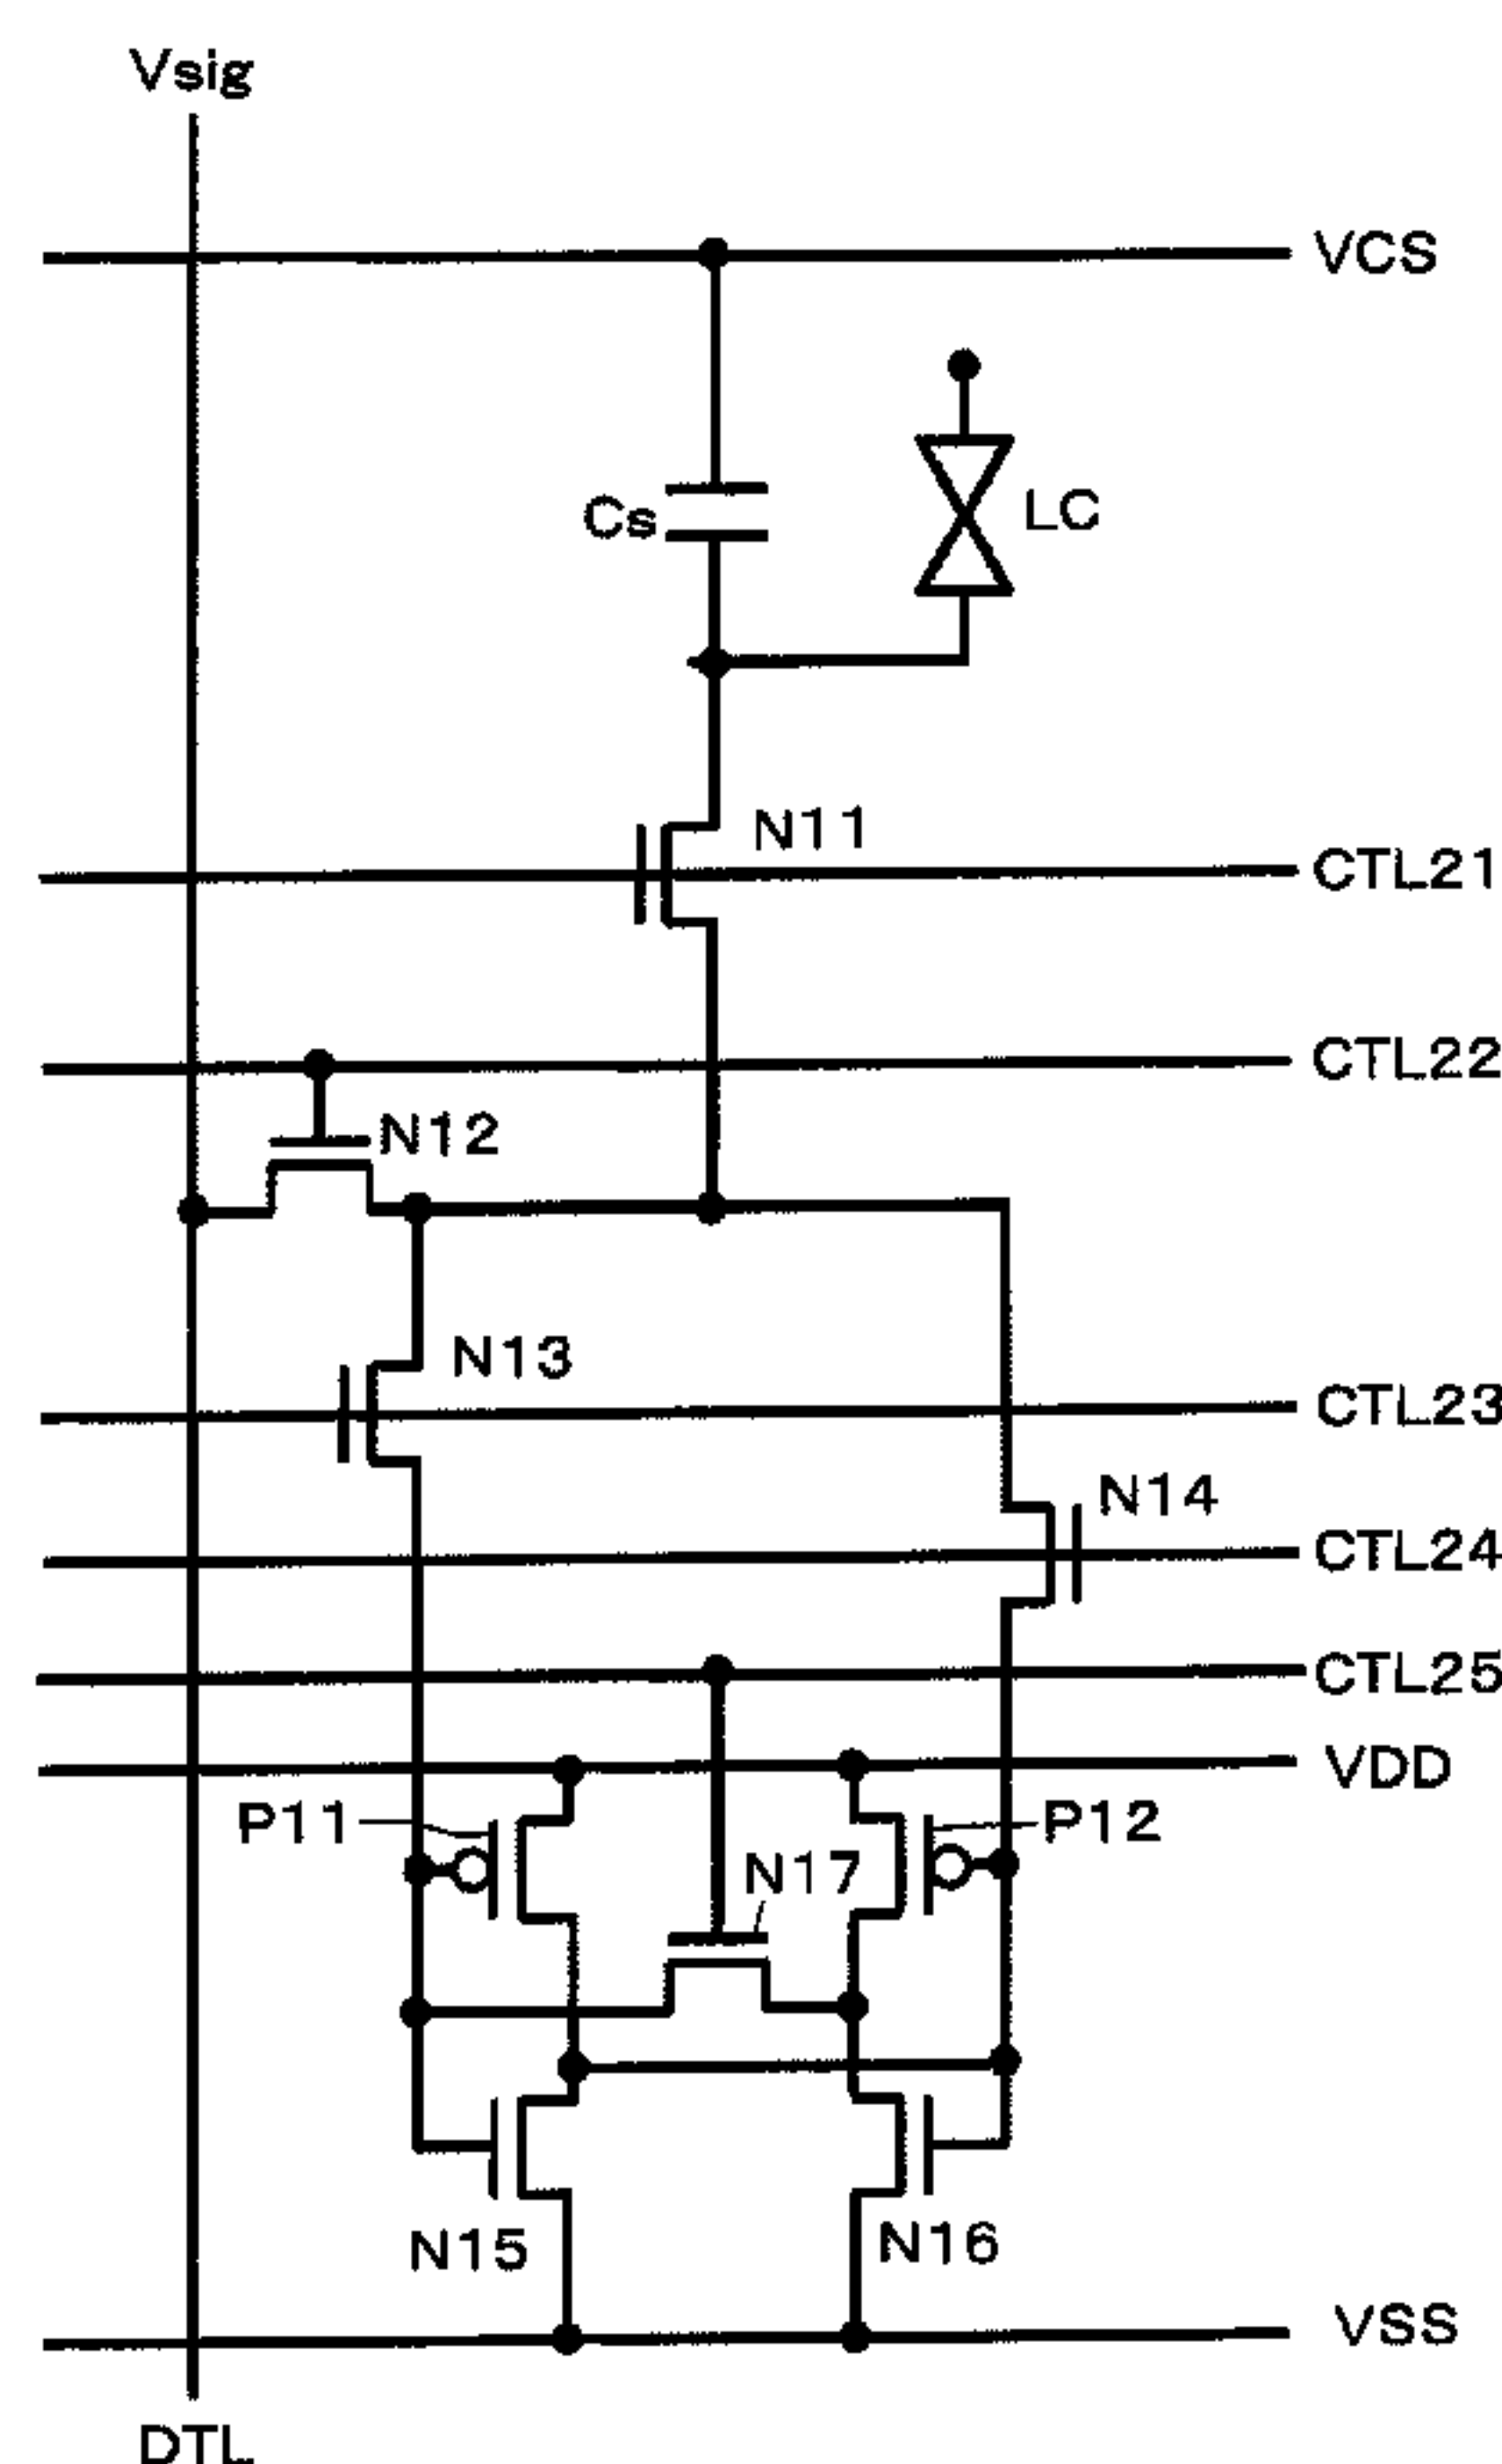 Vsig
VCS
Cs
LC
N11
CTL21
CTL22
N12
N13
CTL23
N14
CTL24
CTL25
VDD
P11
P12
N17
N15
N16
VSS
DTL